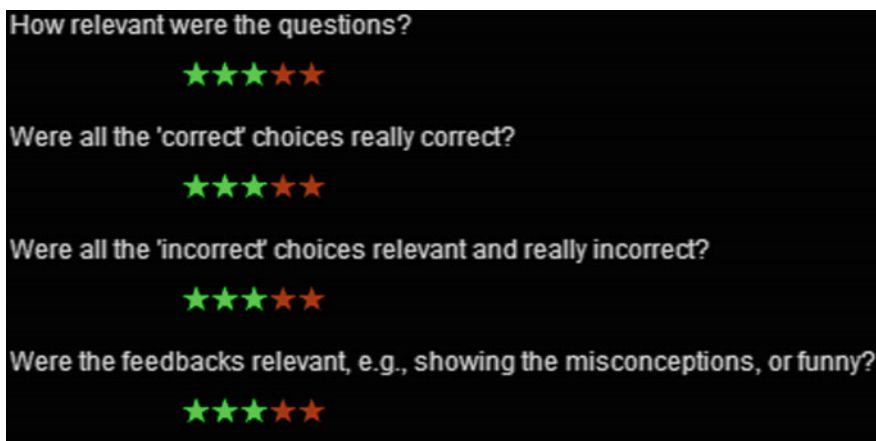 How relevant were the questions?
Were all the 'correct' choices really correct?
Were all the 'incorrect' choices relevant and really incorrect?
Were the feedbacks relevant, e.g., showing the misconceptions, or funny?